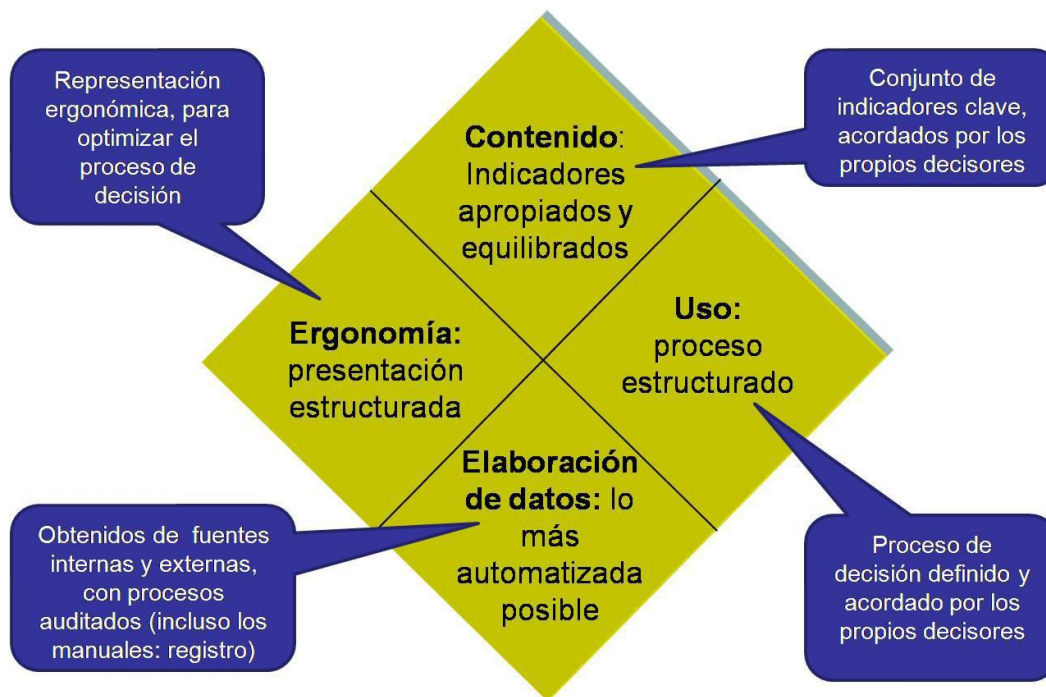 Representación
ergonómica, para
optimizar el
proceso de
decisión
Contenido:
Indicadores
apropiados y
equilibrados
Conjunto de
indicadores clave,
acordados por los
propios decisores
Ergonomía:
presentación
estructurada
Uso:
proceso
estructurado
Elaboración
de datos: lo
más
automatizada
posible
Obtenidos de fuentes
internas y externas,
con procesos
auditados (incluso los
manuales: registro)
Proceso de
decisión definido y
acordado por los
propios decisores